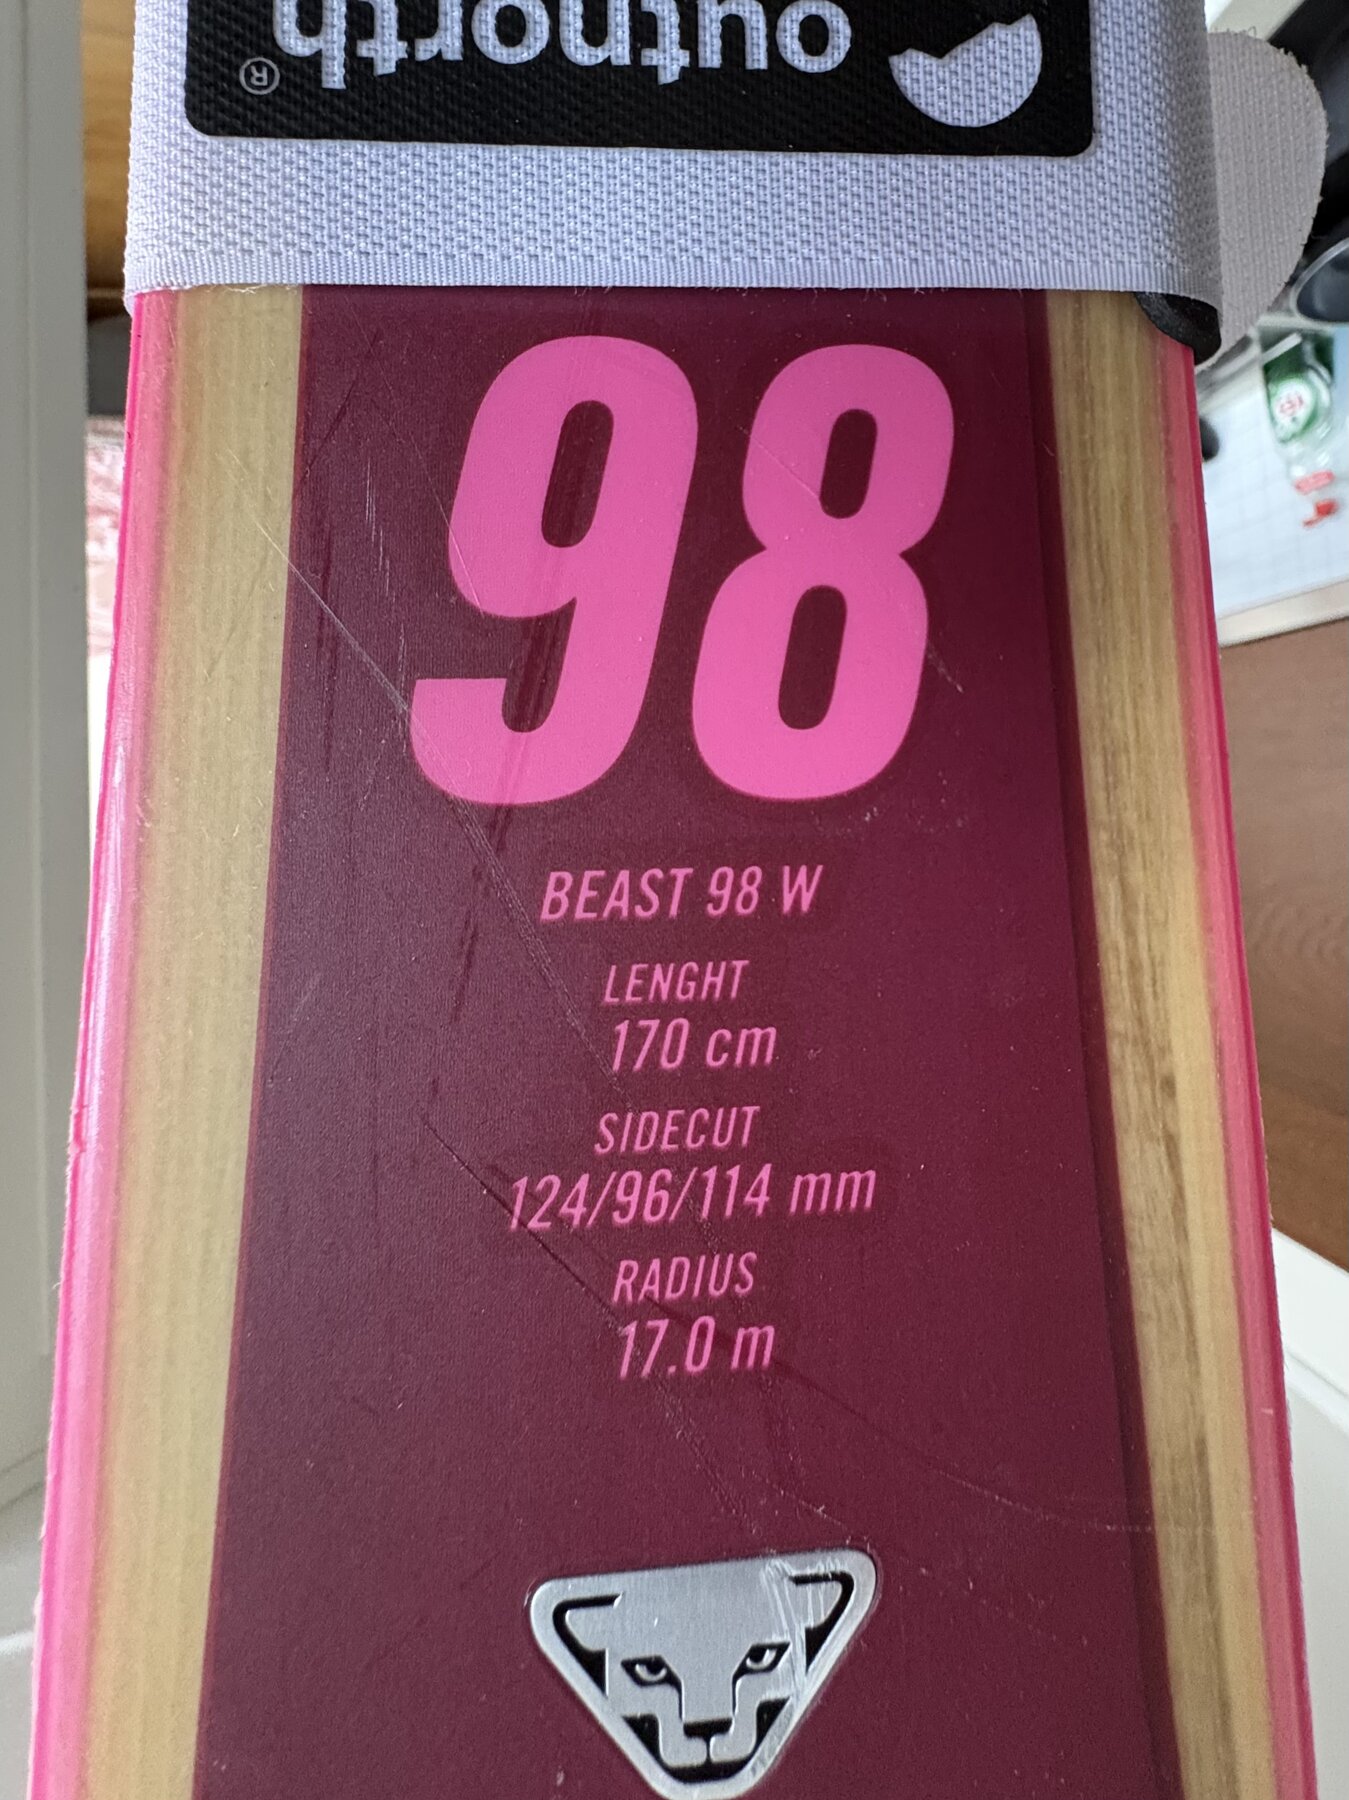 outnorth®
98
BEAST 98 W
LENGHT
170 cm
SIDECUT
124/96/114 mm
RADIUS
17.0 m